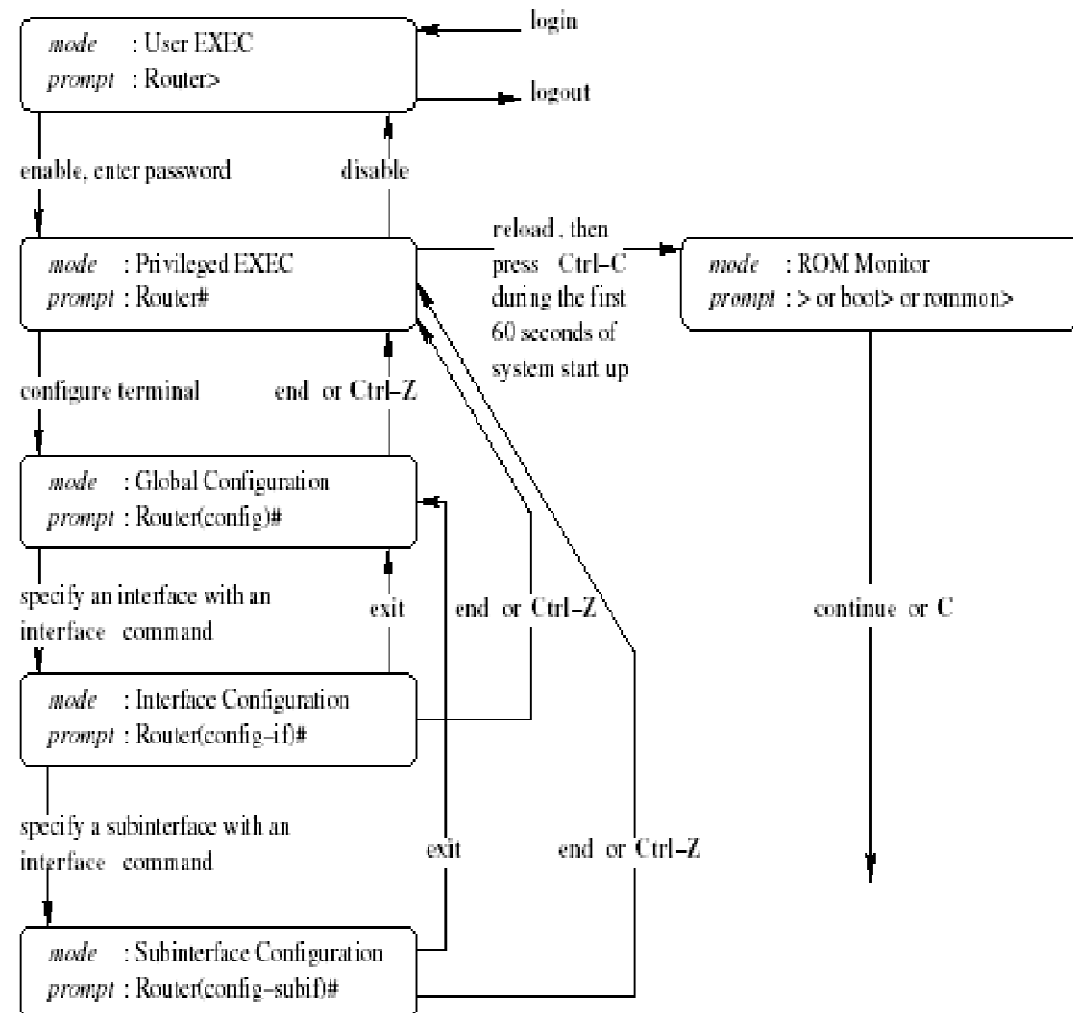 login
mode : User EXEC
prompt : Router>
logout
enable, enter password
disable
reload , then
press Ctrl–C
during the first
60 seconds of
system start up
mode : Privileged EXEC
prompt : Router#
mode : ROM Monitor
prompt : > or boot> or rommon>
configure terminal
end or Ctrl–Z
mode : Global Configuration
prompt : Router(config)#
specify an interface with an
interface command
exit
end or Ctrl–Z
continue or C
mode : Interface Configuration
prompt : Router(config–if)#
specify a subinterface with an
interface command
exit
end or Ctrl–Z
mode : Subinterface Configuration
prompt : Router(config–subif)#